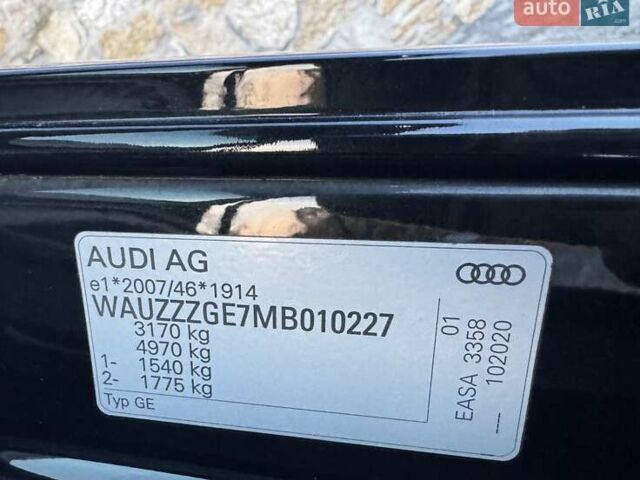 auto RIA
AUDI AG
e1*2007/46*1914
WAUZZZGE7MB010227
3170 kg
4970 kg
1- 1540 kg
2- 1775 kg
Typ GE
01
EASA 3358
--- 102020